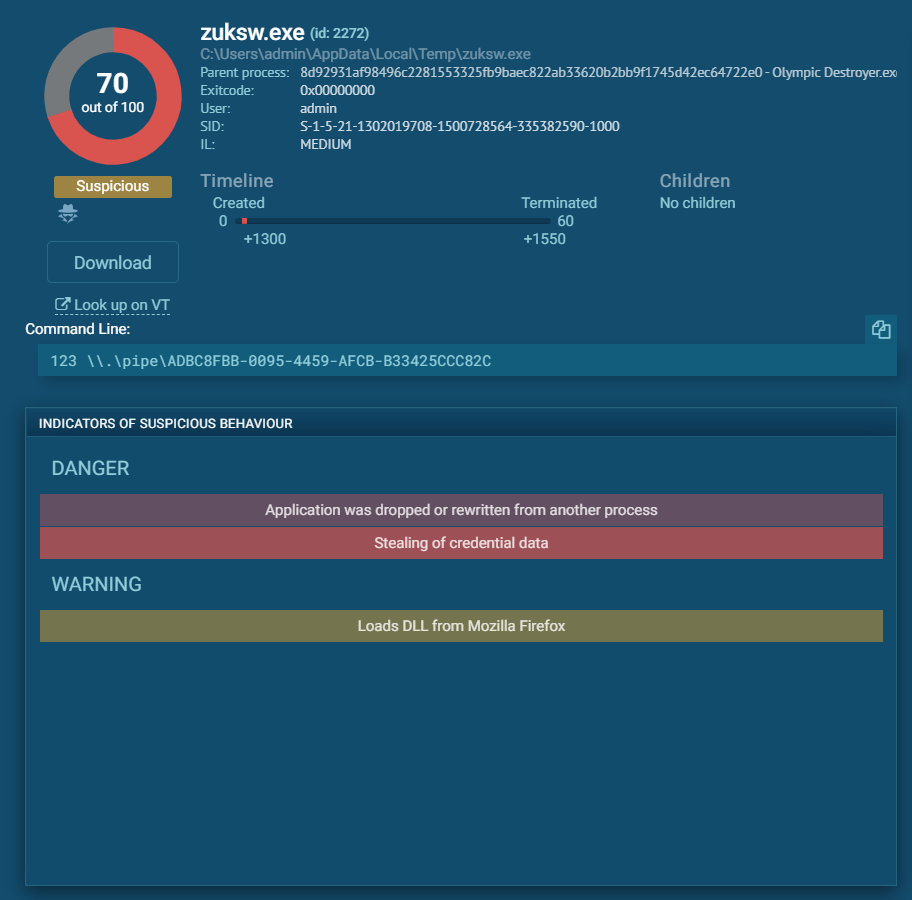 70
out of 100
Suspicious
Download
Look up on VT
zuksw.exe (id: 2272)
C:\Users\admin\AppData\Local\Temp\zuksw.exe
Parent process: 8d92931af98496c2281553325fb9baec822ab33620b2bb9f1745d42ec64722e0 - Olympic Destroyer.exe
Exitcode: 0x00000000
User: admin
SID: S-1-5-21-1302019708-1500728564-335382590-1000
IL: MEDIUM
Timeline
Created Terminated
0 60
+1300 +1550
Children
No children
Command Line:
123 \\.\pipe\ADBC8FBB-0095-4459-AFCB-B33425CCC82C
INDICATORS OF SUSPICIOUS BEHAVIOUR
DANGER
Application was dropped or rewritten from another process
Stealing of credential data
WARNING
Loads DLL from Mozilla Firefox